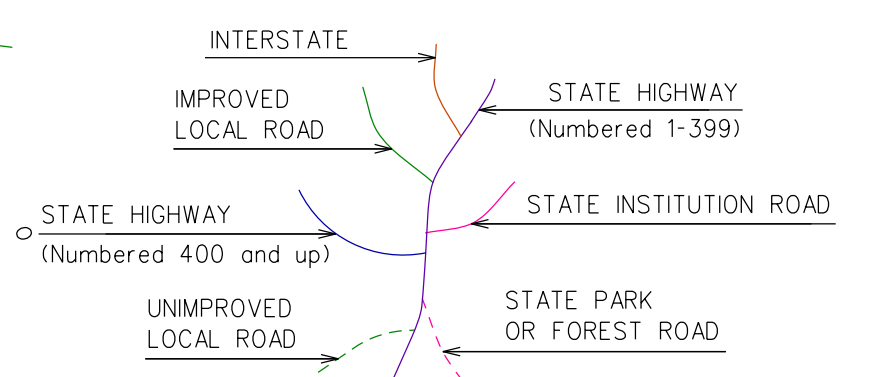 INTERSTATE
STATE HIGHWAY
(Numbered 1-399)
IMPROVED
LOCAL ROAD
STATE INSTITUTION ROAD
STATE HIGHWAY
(Numbered 400 and up)
O
UNIMPROVED
LOCAL ROAD
STATE PARK
OR FOREST ROAD